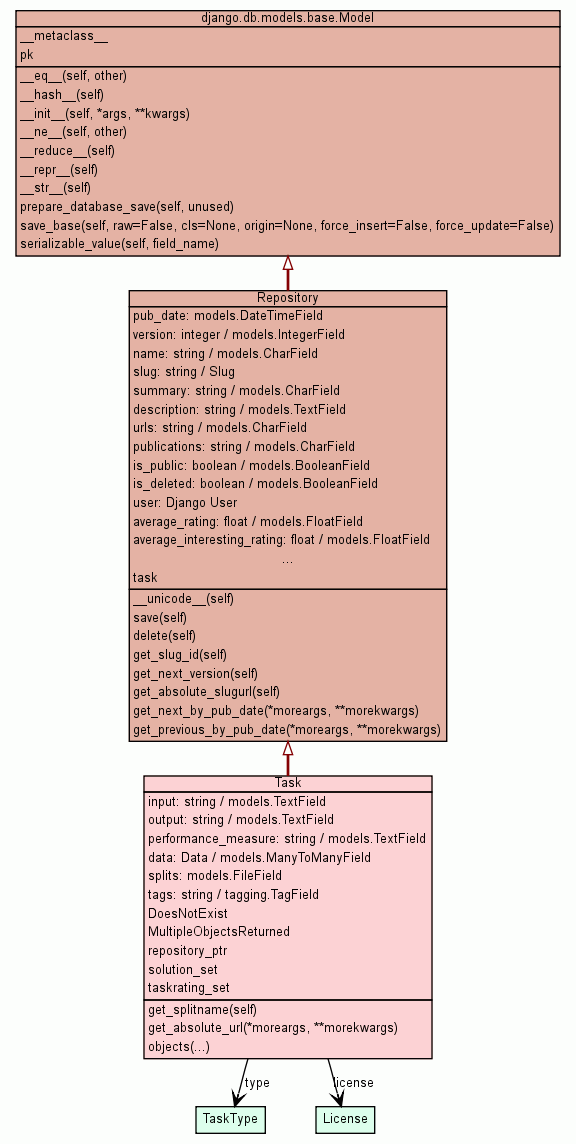 django.db.models.base.Model
__metaclass__
pk
__eq__(self, other)
__hash__(self)
__init__(self, *args, **kwargs)
__ne__(self, other)
__reduce__(self)
__repr__(self)
__str__(self)
prepare_database_save(self, unused)
save_base(self, raw=False, cls=None, origin=None, force_insert=False, force_update=False)
serializable_value(self, field_name)
Repository
pub_date: models.DateTimeField
version: integer / models.IntegerField
name: string / models.CharField
slug: string / Slug
summary: string / models.CharField
description: string / models.TextField
urls: string / models.CharField
publications: string / models.CharField
is_public: boolean / models.BooleanField
is_deleted: boolean / models.BooleanField
user: Django User
average_rating: float / models.FloatField
average_interesting_rating: float / models.FloatField
...
task
__unicode__(self)
save(self)
delete(self)
get_slug_id(self)
get_next_version(self)
get_absolute_slugurl(self)
get_next_by_pub_date(*moreargs, **morekwargs)
get_previous_by_pub_date(*moreargs, **morekwargs)
Task
input: string / models.TextField
output: string / models.TextField
performance_measure: string / models.TextField
data: Data / models.ManyToManyField
splits: models.FileField
tags: string / tagging.TagField
DoesNotExist
MultipleObjectsReturned
repository_ptr
solution_set
taskrating_set
get_splitname(self)
get_absolute_url(*moreargs, **morekwargs)
objects(...)
type license
TaskType License